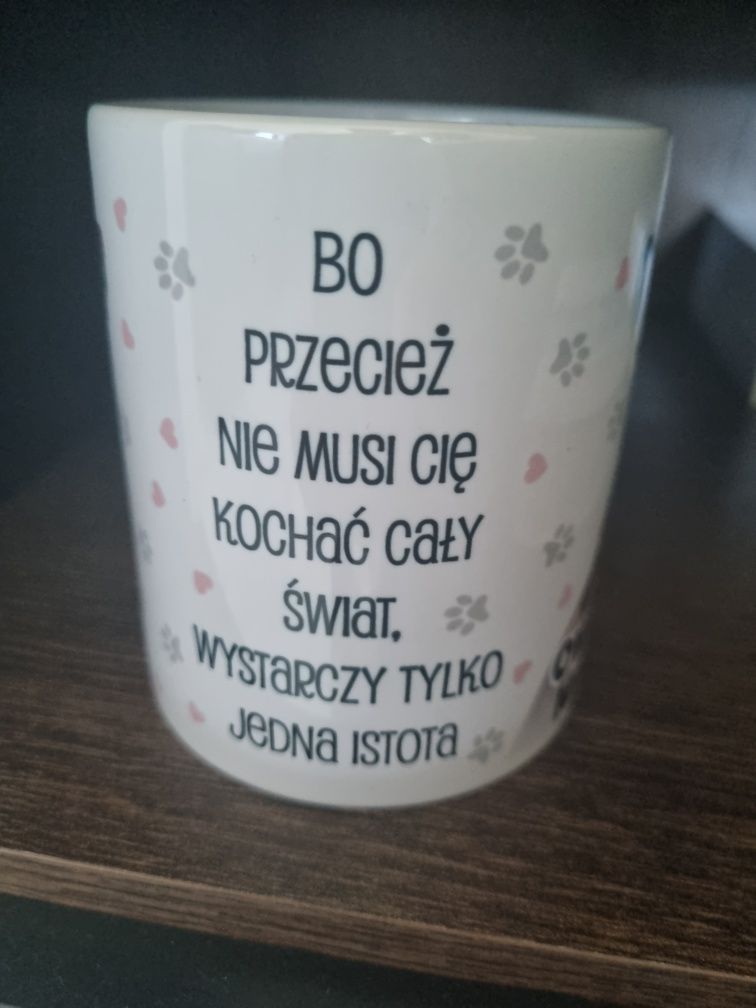 BO
PRZECIEŻ
NIE MUSI CIĘ
KOCHAĆ CAŁY
ŚWIAT,
WYSTARCZY TYLKO
JEDNA ISTOTA